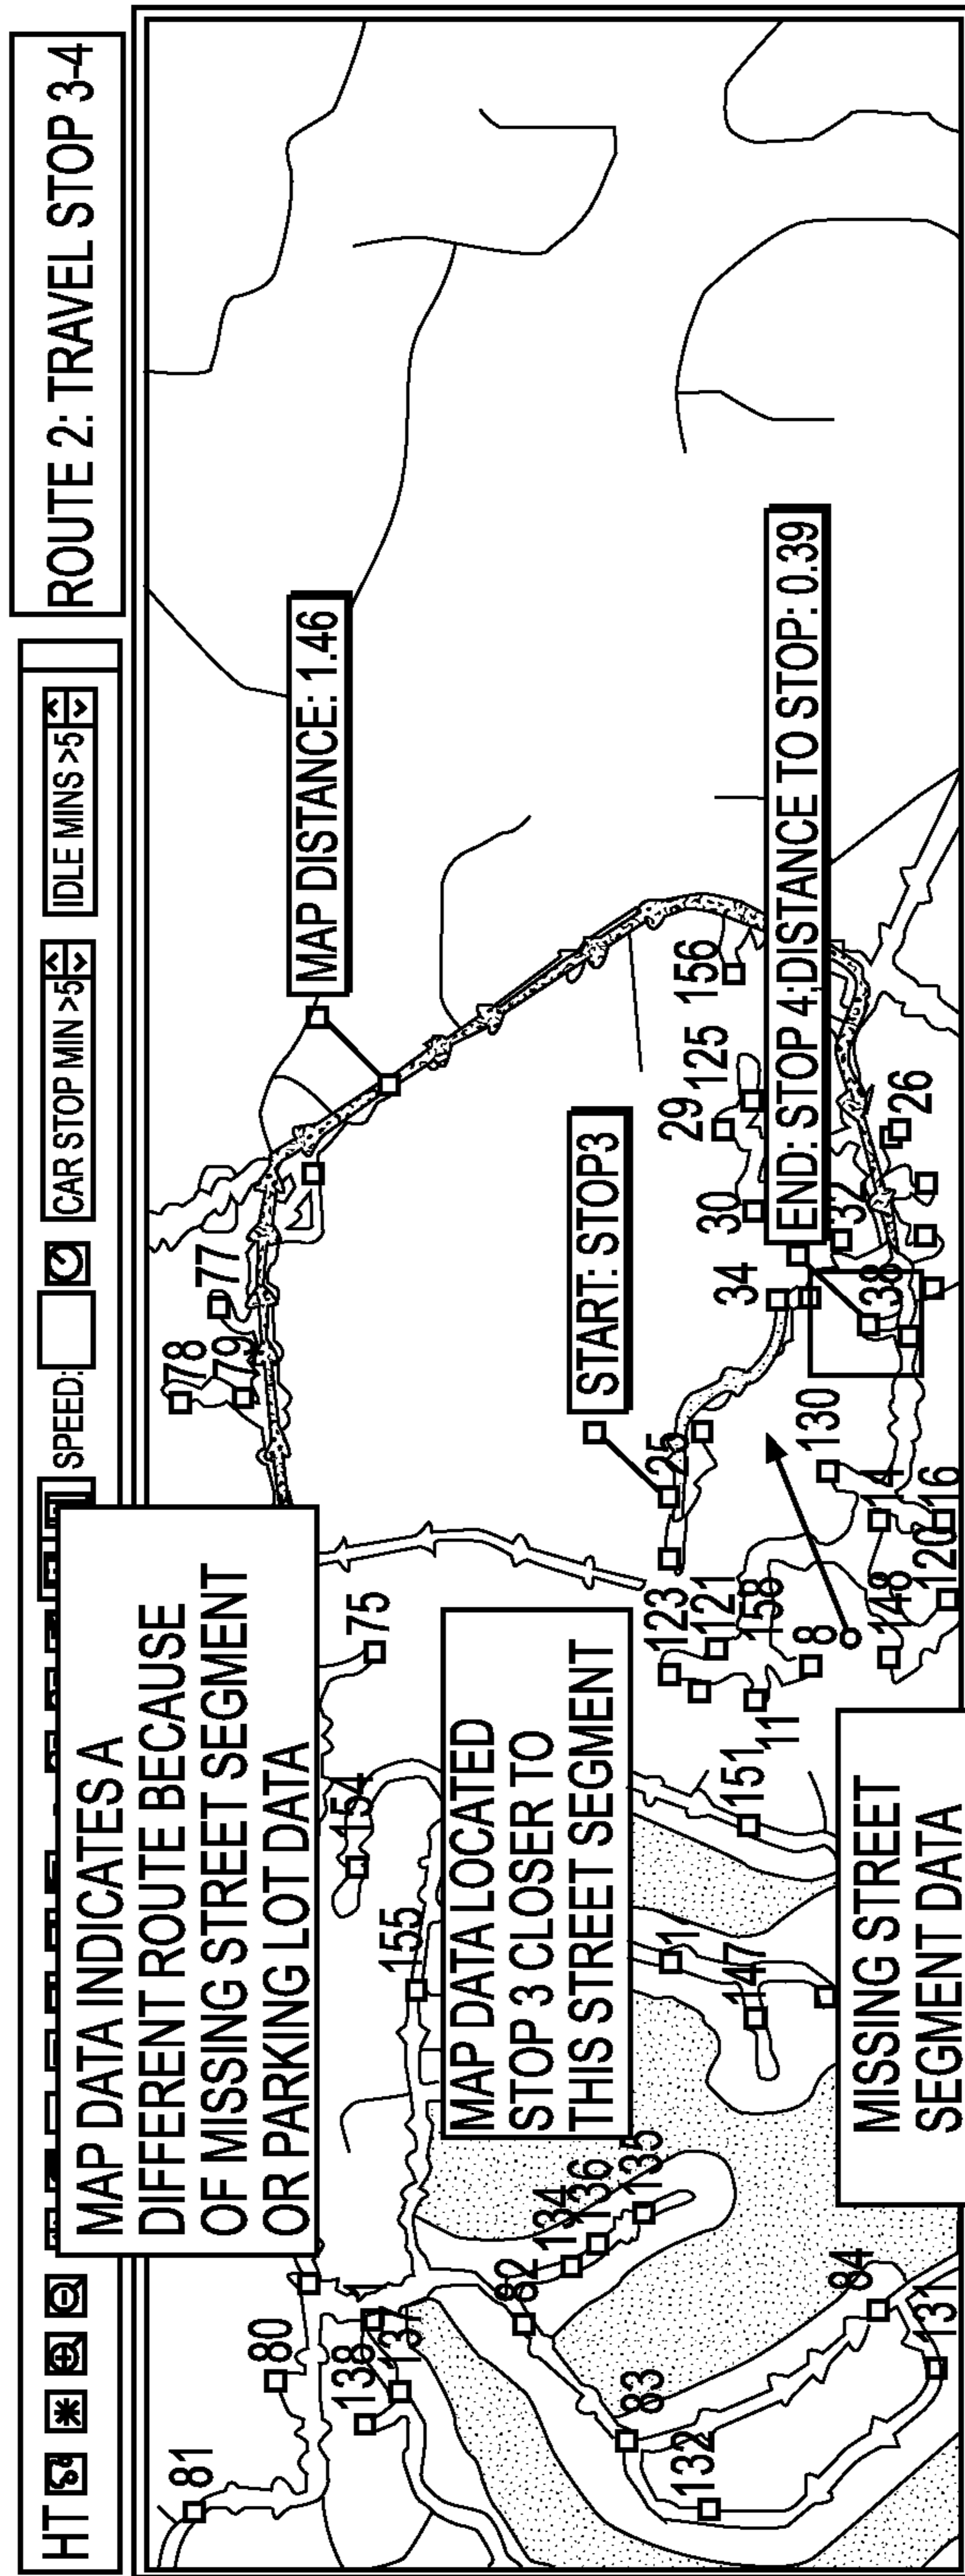 HT
SPEED:
CAR STOP MIN >5
IDLE MINS >5
ROUTE 2: TRAVEL STOP 3-4
MAP DATA INDICATES A
DIFFERENT ROUTE BECAUSE
OF MISSING STREET SEGMENT
OR PARKING LOT DATA
MAP DISTANCE: 1.46
MAP DATA LOCATED
STOP 3 CLOSER TO
THIS STREET SEGMENT
START: STOP3
END: STOP 4:DISTANCE TO STOP: 0.39
MISSING STREET
SEGMENT DATA
81
80
138
137
1
154
75
78
79
77
155
82
134
136
135
83
132
84
131
1
147
151
123
121
158
11
8
148
120
16
14
130
25
34
30
29
125
156
37
38
26